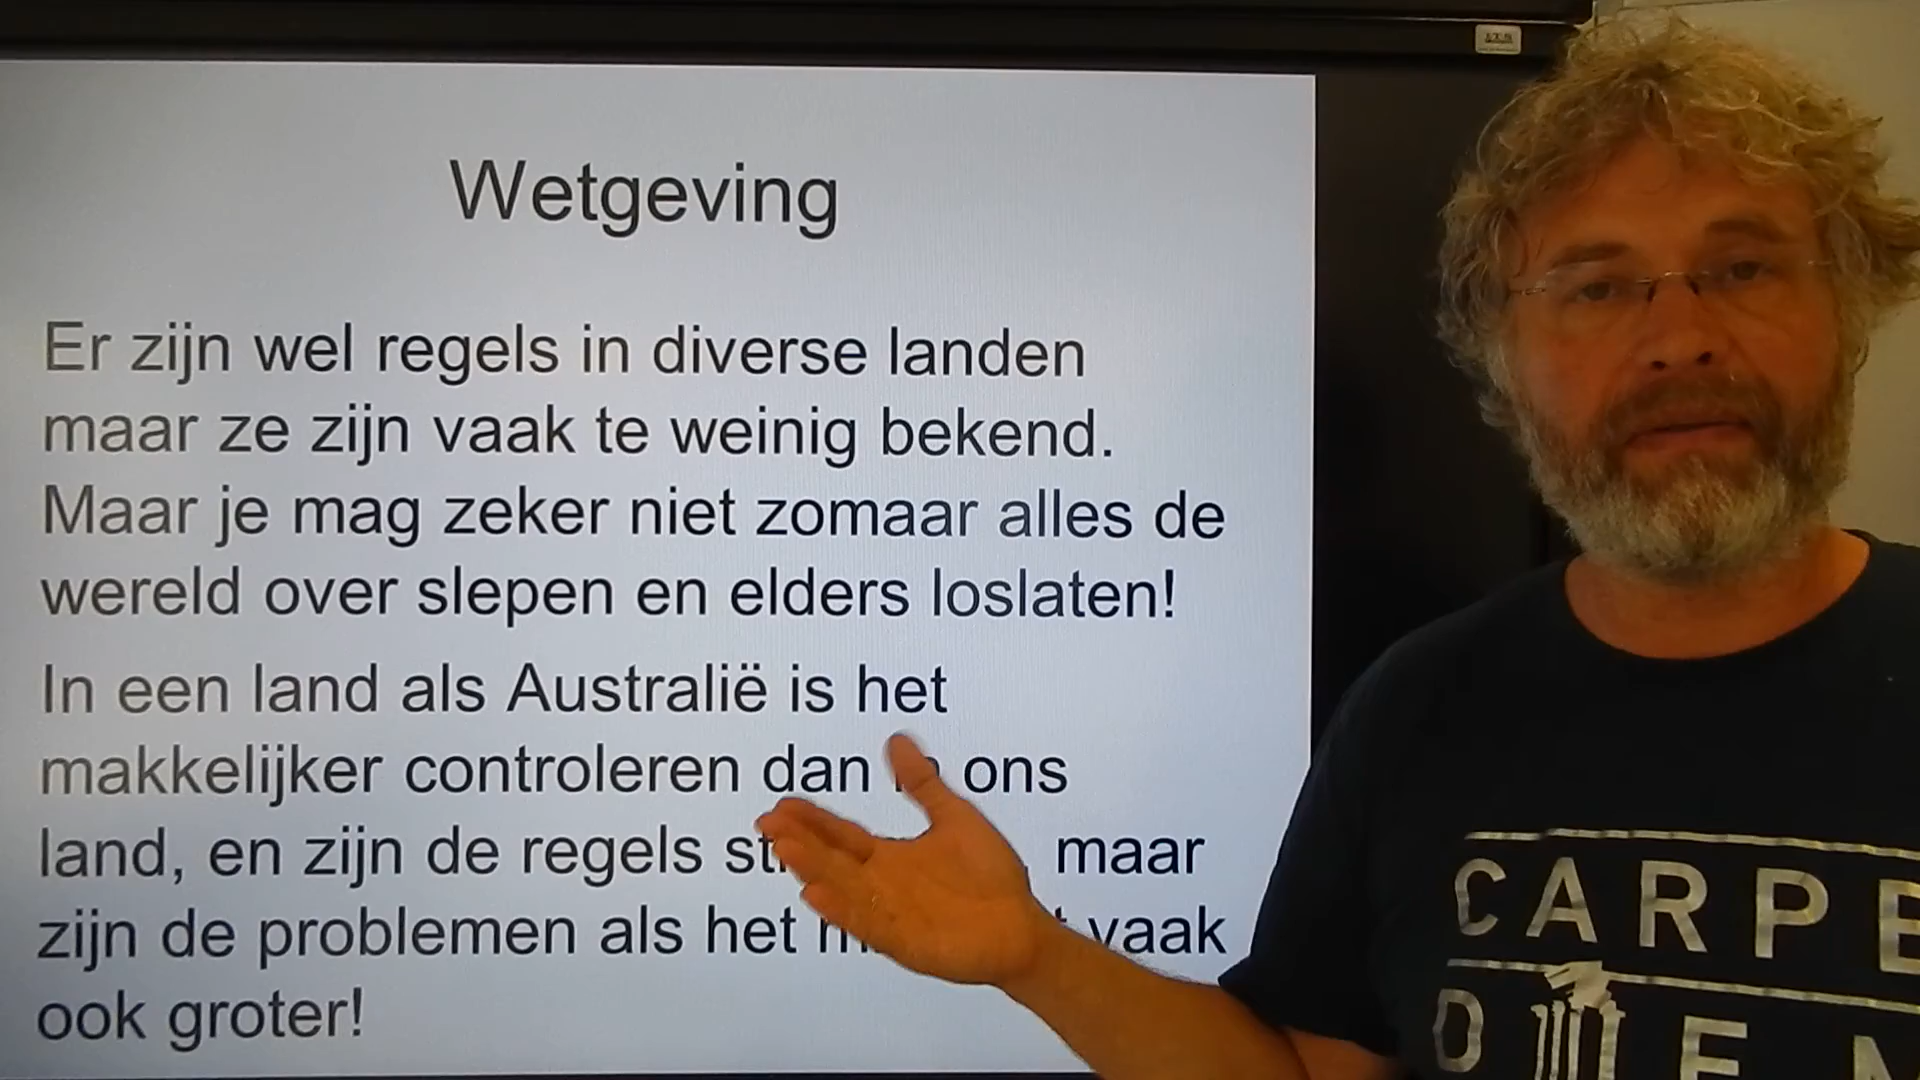 Wetgeving
Er zijn wel regels in diverse landen
maar ze zijn vaak te weinig bekend.
Maar je mag zeker niet zomaar alles de
wereld over slepen en elders loslaten!
In een land als Australië is het
makkelijker controleren dan ons
land, en zijn de regels maar
zijn de problemen als het vaak
ook groter!
CARPE
DIEM